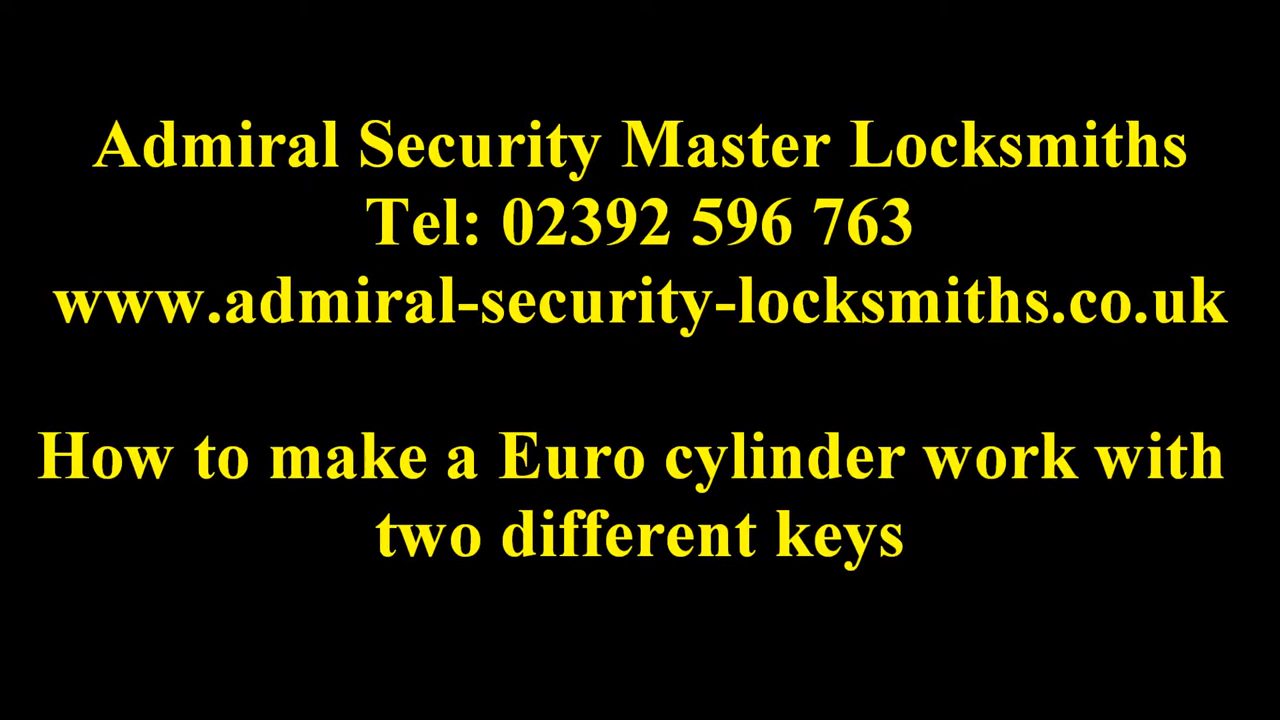 Admiral Security Master Locksmiths
Tel: 02392 596 763
www.admiral-security-locksmiths.co.uk
How to make a Euro cylinder work with
two different keys